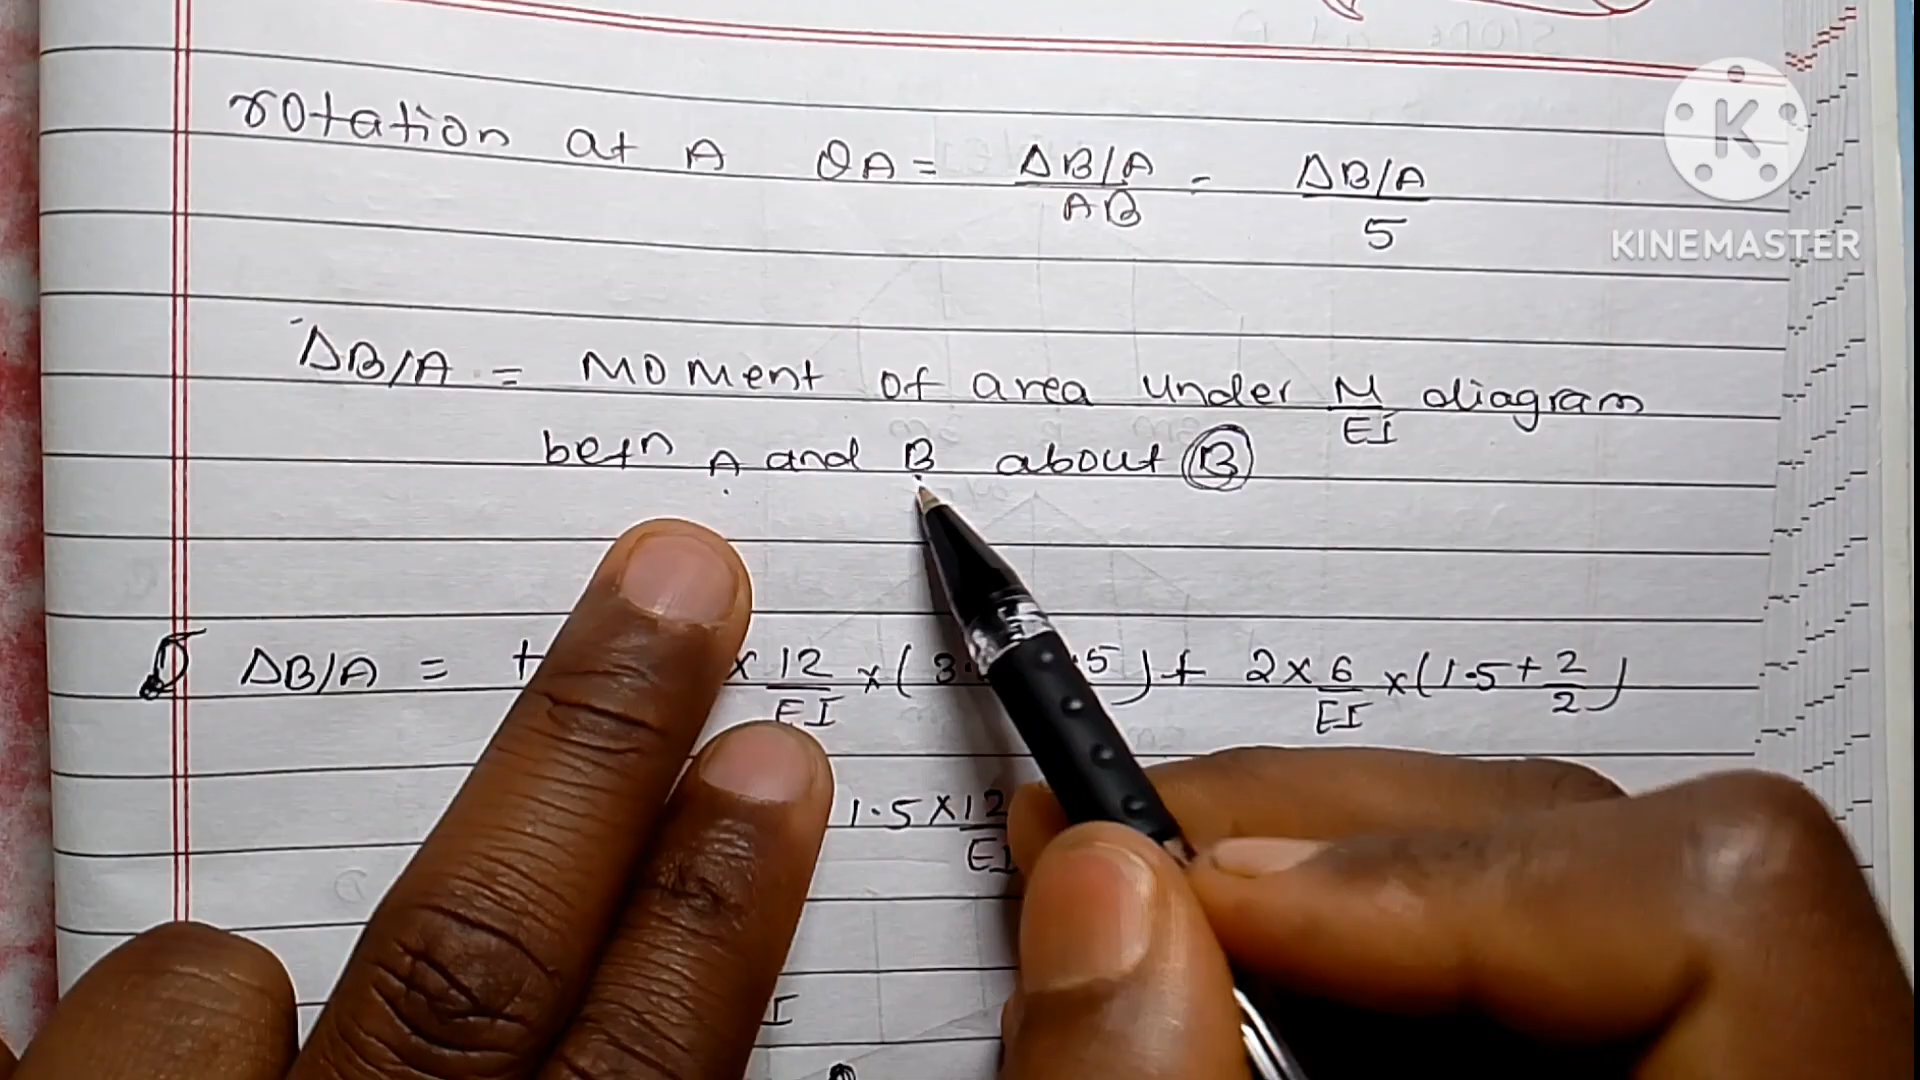 rotation at A θA = ΔB/A / AB = ΔB/A / 5
K
KINEMASTER
ΔB/A = Moment of area under M/EI diagram
betn A and B about B
ΔB/A = + × 12/EI × ( 3. .5 ) + 2 × 6/EI × (1.5 + 2/2)
1.5 × 12/EI
I